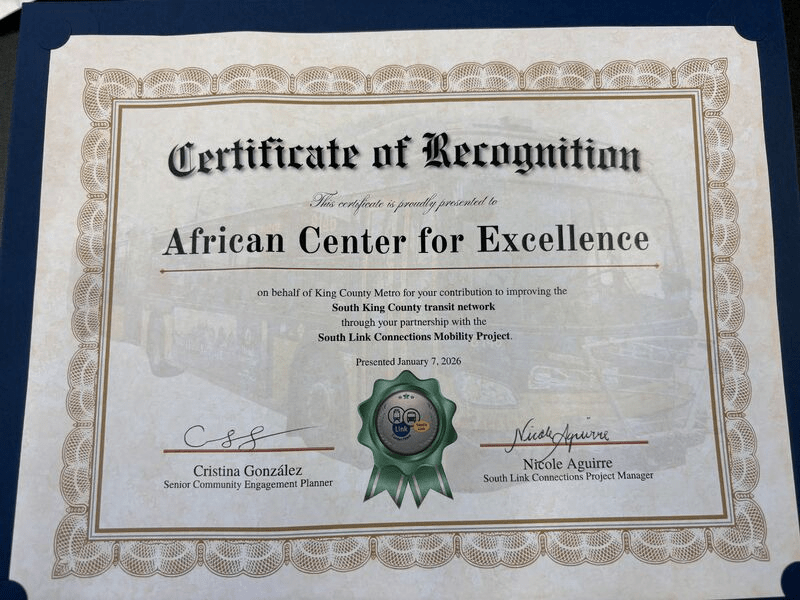 Certificate of Recognition
This certificate is proudly presented to
African Center for Excellence
on behalf of King County Metro for your contribution to improving the
South King County transit network
through your partnership with the
South Link Connections Mobility Project.
Presented January 7, 2026
Link
South
Nicole Aguirre
Cristina González
Senior Community Engagement Planner
Nicole Aguirre
South Link Connections Project Manager